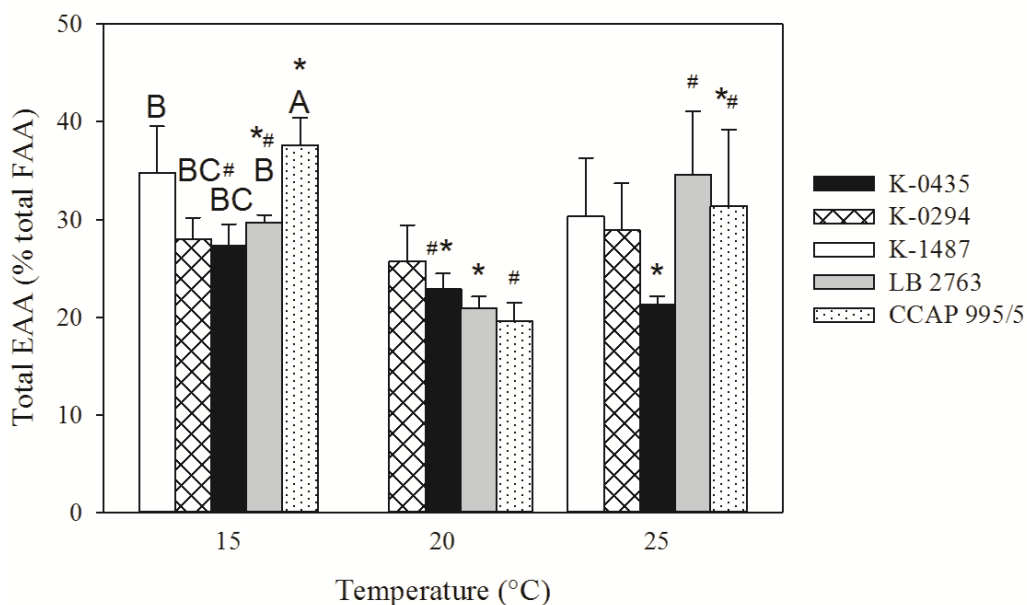 Total EAA (% total FAA)
50
40
30
20
10
0
B
BC#
BC
*#
B
*
A
#*
*
#
*
#
*#
15
20
25
Temperature (°C)
K-0435
K-0294
K-1487
LB 2763
CCAP 995/5